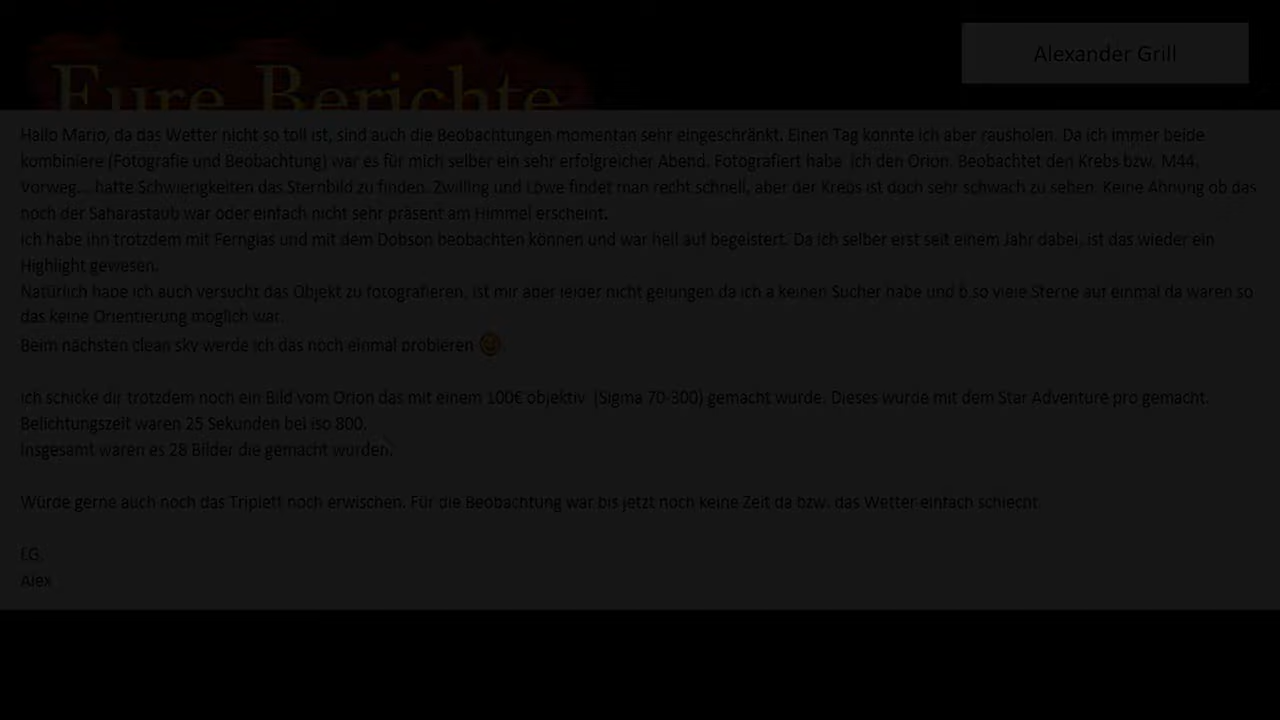 Eure Berichte
Alexander Grill
Hallo Mario, da das Wetter nicht so toll ist, sind auch die Beobachtungen momentan sehr eingeschränkt. Einen Tag konnte ich aber rausholen. Da ich immer beide
kombiniere (Fotografie und Beobachtung) war es für mich selber ein sehr erfolgreicher Abend. Fotografiert habe ich den Orion. Beobachtet den Krebs bzw. M44.
Vorweg... hatte Schwierigkeiten das Sternbild zu finden. Zwilling und Löwe findet man recht schnell, aber der Krebs ist doch sehr schwach zu sehen. Keine Ahnung ob das
noch der Saharastaub war oder einfach nicht sehr präsent am Himmel erscheint.
Ich habe ihn trotzdem mit Fernglas und mit dem Dobson beobachten können und war hell auf begeistert. Da ich selber erst seit einem Jahr dabei, ist das wieder ein
Highlight gewesen.
Natürlich habe ich auch versucht das Objekt zu fotografieren, ist mir aber leider nicht gelungen da ich a keinen Sucher habe und b so viele Sterne auf einmal da waren so
das keine Orientierung möglich war.
Beim nächsten clean sky werde ich das noch einmal probieren 😊
Ich schicke dir trotzdem noch ein Bild vom Orion das mit einem 100€ objektiv (Sigma 70-300) gemacht wurde. Dieses wurde mit dem Star Adventure pro gemacht.
Belichtungszeit waren 25 Sekunden bei iso 800.
Insgesamt waren es 28 Bilder die gemacht wurden.
Würde gerne auch noch das Triplett noch erwischen. Für die Beobachtung war bis jetzt noch keine Zeit da bzw. das Wetter einfach schlecht
LG.
Alex